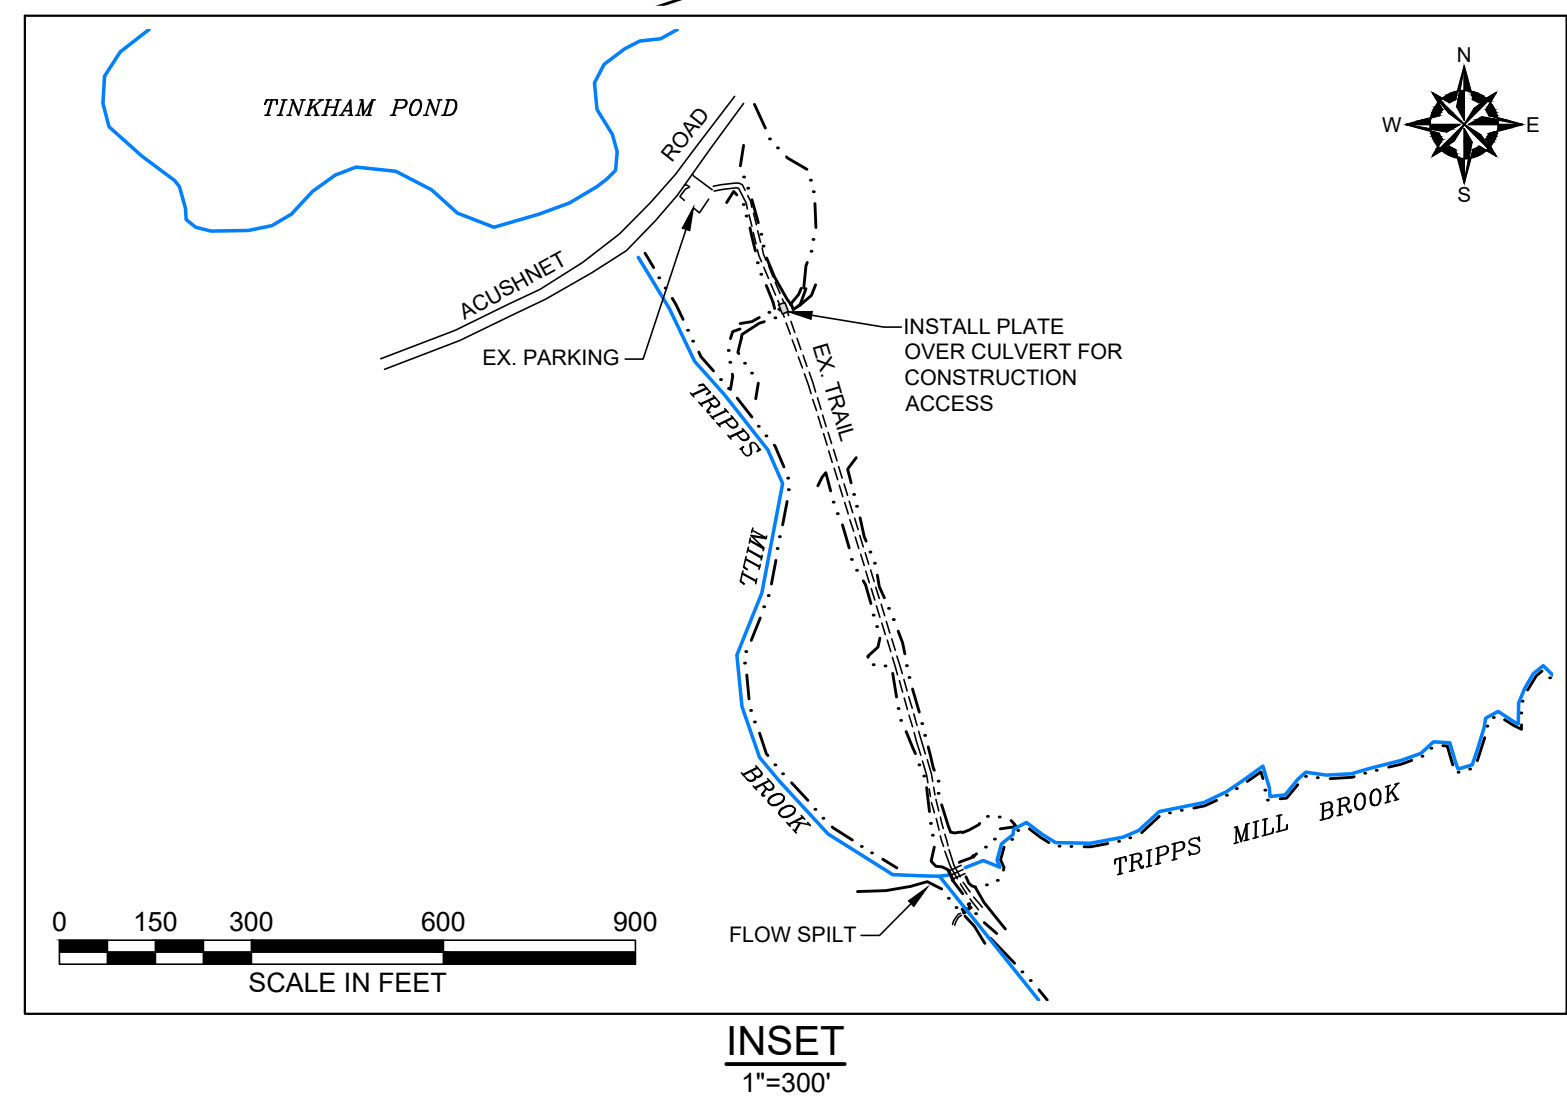 TINKHAM POND
N
W
E
S
ACUSHNET ROAD
EX. PARKING
INSTALL PLATE
OVER CULVERT FOR
CONSTRUCTION
ACCESS
EX. TRAIL
TRIPPS MILL BROOK
TRIPPS MILL BROOK
FLOW SPILT
0 150 300 600 900
SCALE IN FEET
INSET
1"=300'